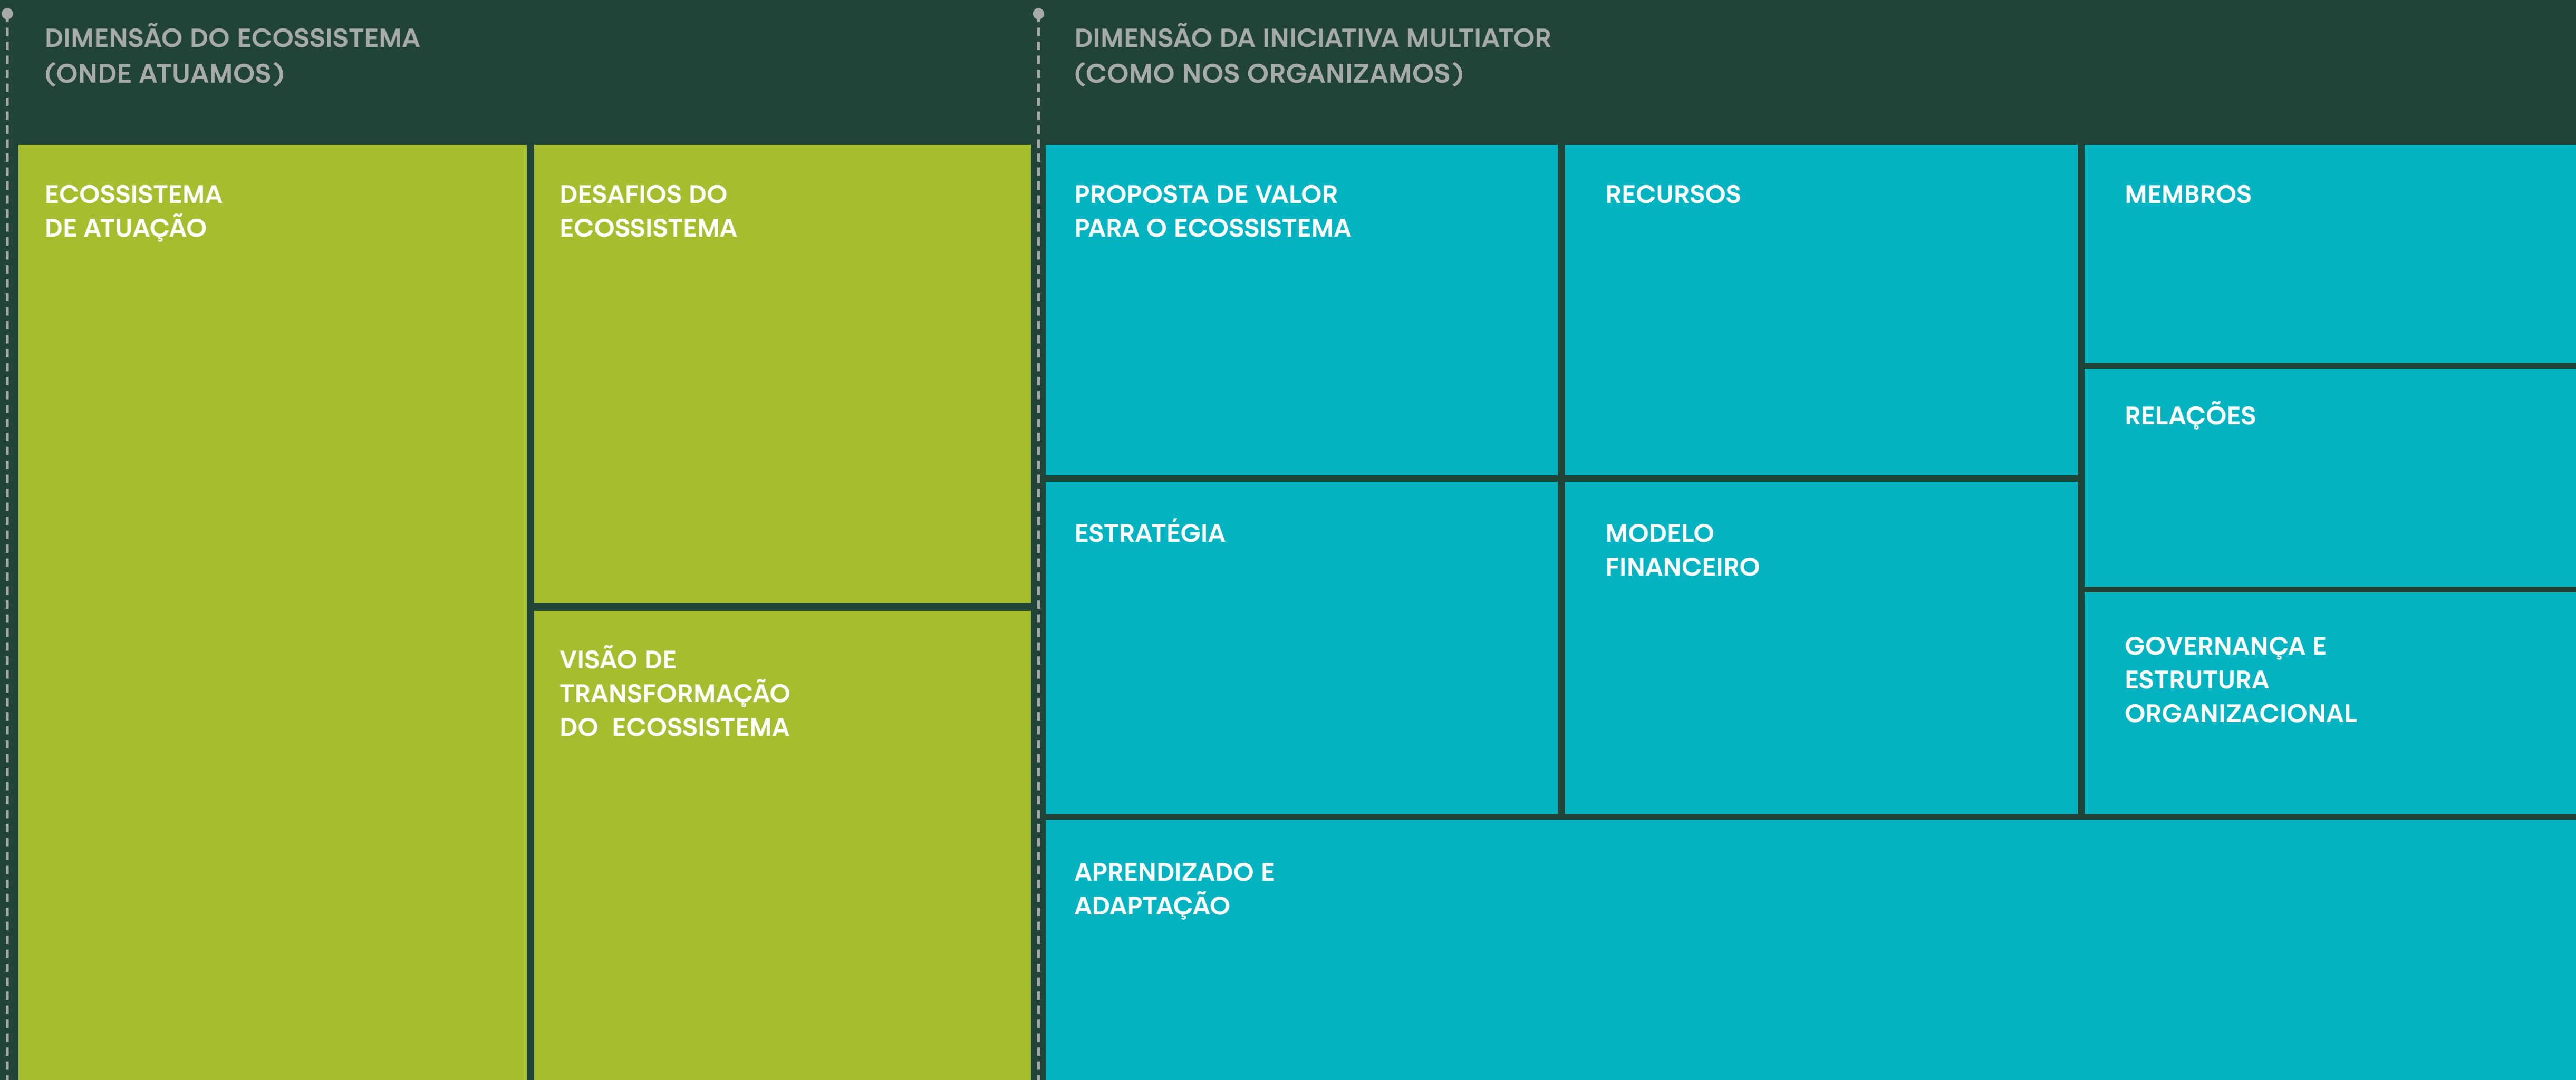 DIMENSÃO DO ECOSSISTEMA
(ONDE ATUAMOS)
DIMENSÃO DA INICIATIVA MULTIATOR
(COMO NOS ORGANIZAMOS)
ECOSSISTEMA
DE ATUAÇÃO
DESAFIOS DO
ECOSSISTEMA
VISÃO DE
TRANSFORMAÇÃO
DO  ECOSSISTEMA
PROPOSTA DE VALOR
PARA O ECOSSISTEMA
RECURSOS
MEMBROS
RELAÇÕES
ESTRATÉGIA
MODELO
FINANCEIRO
GOVERNANÇA E
ESTRUTURA
ORGANIZACIONAL
APRENDIZADO E
ADAPTAÇÃO